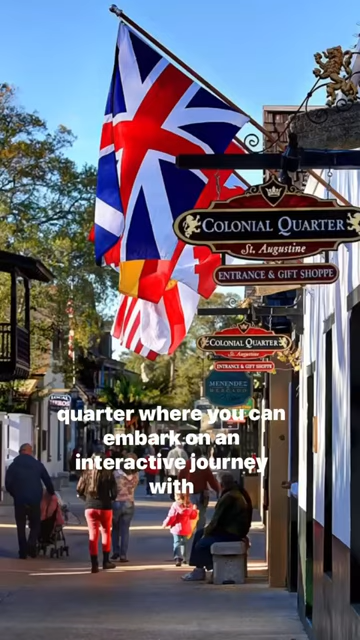 COLONIAL QUARTER
St. Augustine
ENTRANCE & GIFT SHOPPE
COLONIAL QUARTER
St. Augustine
ENTRANCE & GIFT SHOPPE
MENENDEZ
quarter where you can
embark on an
interactive journey
with